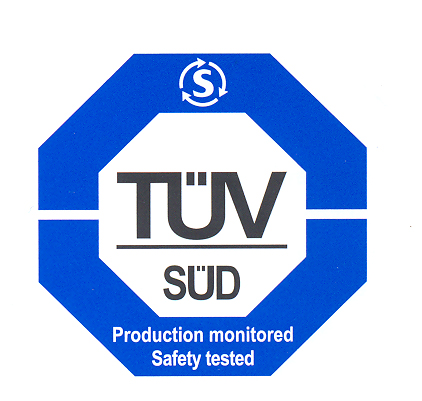 S
TÜV
SÜD
Production monitored
Safety tested